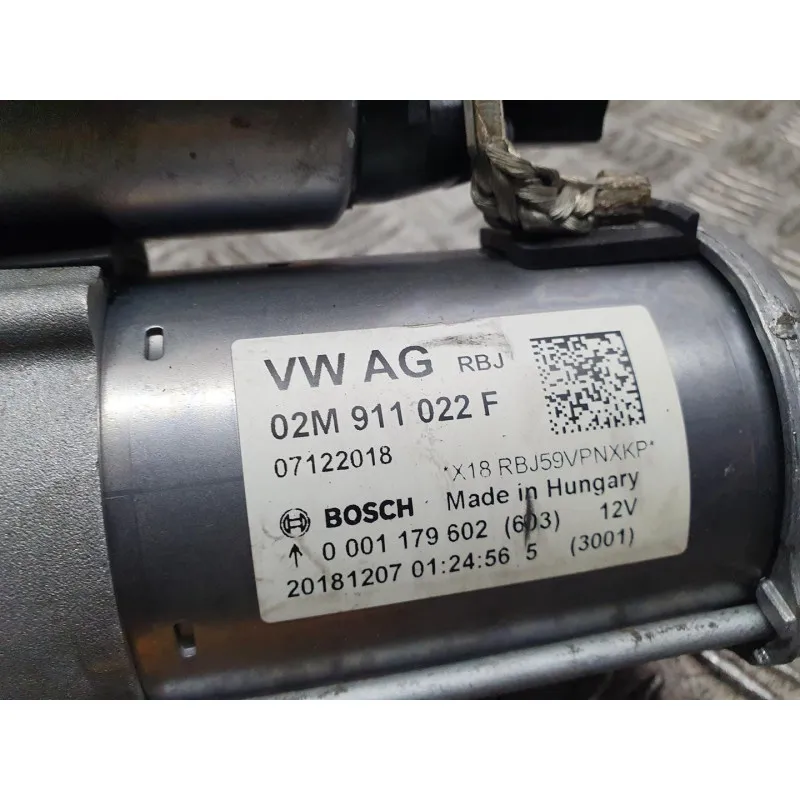 VW AG RBJ
02M 911 022 F
07122018 *X18 RBJ59VPNXKP*
BOSCH Made in Hungary
0 001 179 602 (603) 12V
20181207 01:24:56 5 (3001)